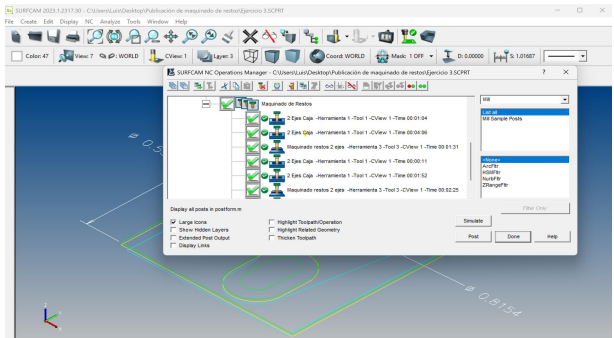 SURFCAM 2023.1.2317.30 - C:\Users\Luis\Desktop\Publicación de maquinado de restos\Ejercicio 3.SCPRT
File Create Edit Display NC Analyze Tools Window Help
Color: 47 View: 7 WORLD CView: 1 Layer: 3 Coord: WORLD Mask: 1 OFF D: 0.00000 S: 1.01687
SURFCAM NC Operations Manager - C:\Users\Luis\Desktop\Publicación de maquinado de restos\Ejercicio 3.SCPRT ? X
Maquinado de Restos
2 Ejes Caja -Herramienta 1 -Tool 1 -CView 1 -Time 00:01:04
2 Ejes Caja -Herramienta 1 -Tool 1 -CView 1 -Time 00:04:06
Maquinado restos 2 ejes -Herramienta 3 -Tool 3 -CView 1 -Time 00:01:31
2 Ejes Caja -Herramienta 1 -Tool 1 -CView 1 -Time 00:00:11
2 Ejes Caja -Herramienta 1 -Tool 1 -CView 1 -Time 00:01:52
Maquinado restos 2 ejes -Herramienta 3 -Tool 3 -CView 1 -Time 00:02:25
Mill
List all
Mill Sample Posts
<None>
ArcFltr
HSMFltr
NurbFltr
ZRangeFltr
Display all posts in postform.m
Filter Only
Large Icons
Show Hidden Layers
Extended Post Output
Display Links
Highlight Toolpath/Operation
Highlight Related Geometry
Thicken Toolpath
Simulate
Post Done Help
Ø 0.8154
Z